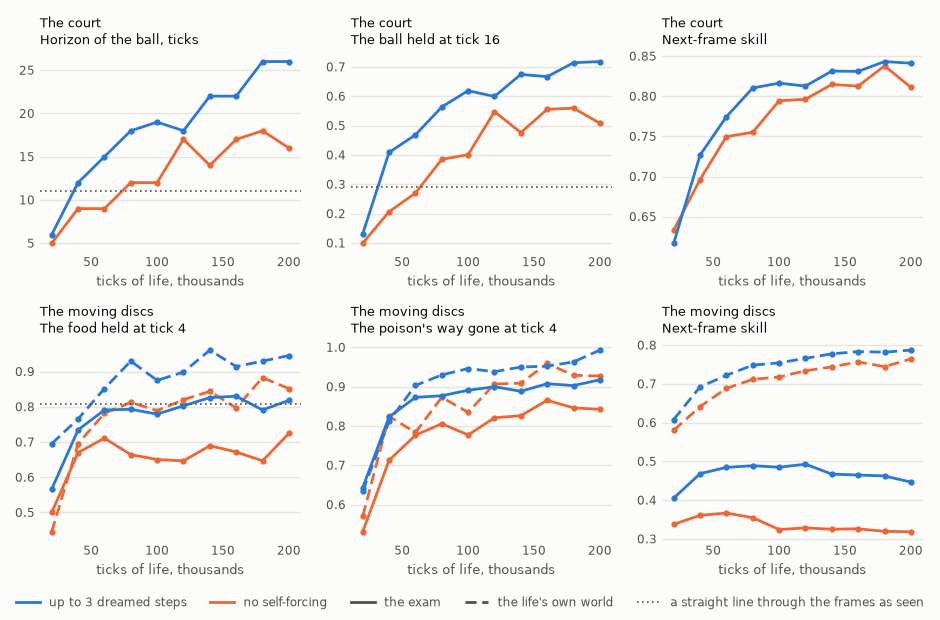 The court
Horizon of the ball, ticks
25
20
15
10
5
50
100
150
200
ticks of life, thousands
The court
The ball held at tick 16
0.7
0.6
0.5
0.4
0.3
0.2
0.1
50
100
150
200
ticks of life, thousands
The court
Next-frame skill
0.85
0.80
0.75
0.70
0.65
50
100
150
200
ticks of life, thousands
The moving discs
The food held at tick 4
0.9
0.8
0.7
0.6
0.5
50
100
150
200
ticks of life, thousands
The moving discs
The poison's way gone at tick 4
1.0
0.9
0.8
0.7
0.6
50
100
150
200
ticks of life, thousands
The moving discs
Next-frame skill
0.8
0.7
0.6
0.5
0.4
0.3
50
100
150
200
ticks of life, thousands
up to 3 dreamed steps
no self-forcing
the exam
the life's own world
a straight line through the frames as seen